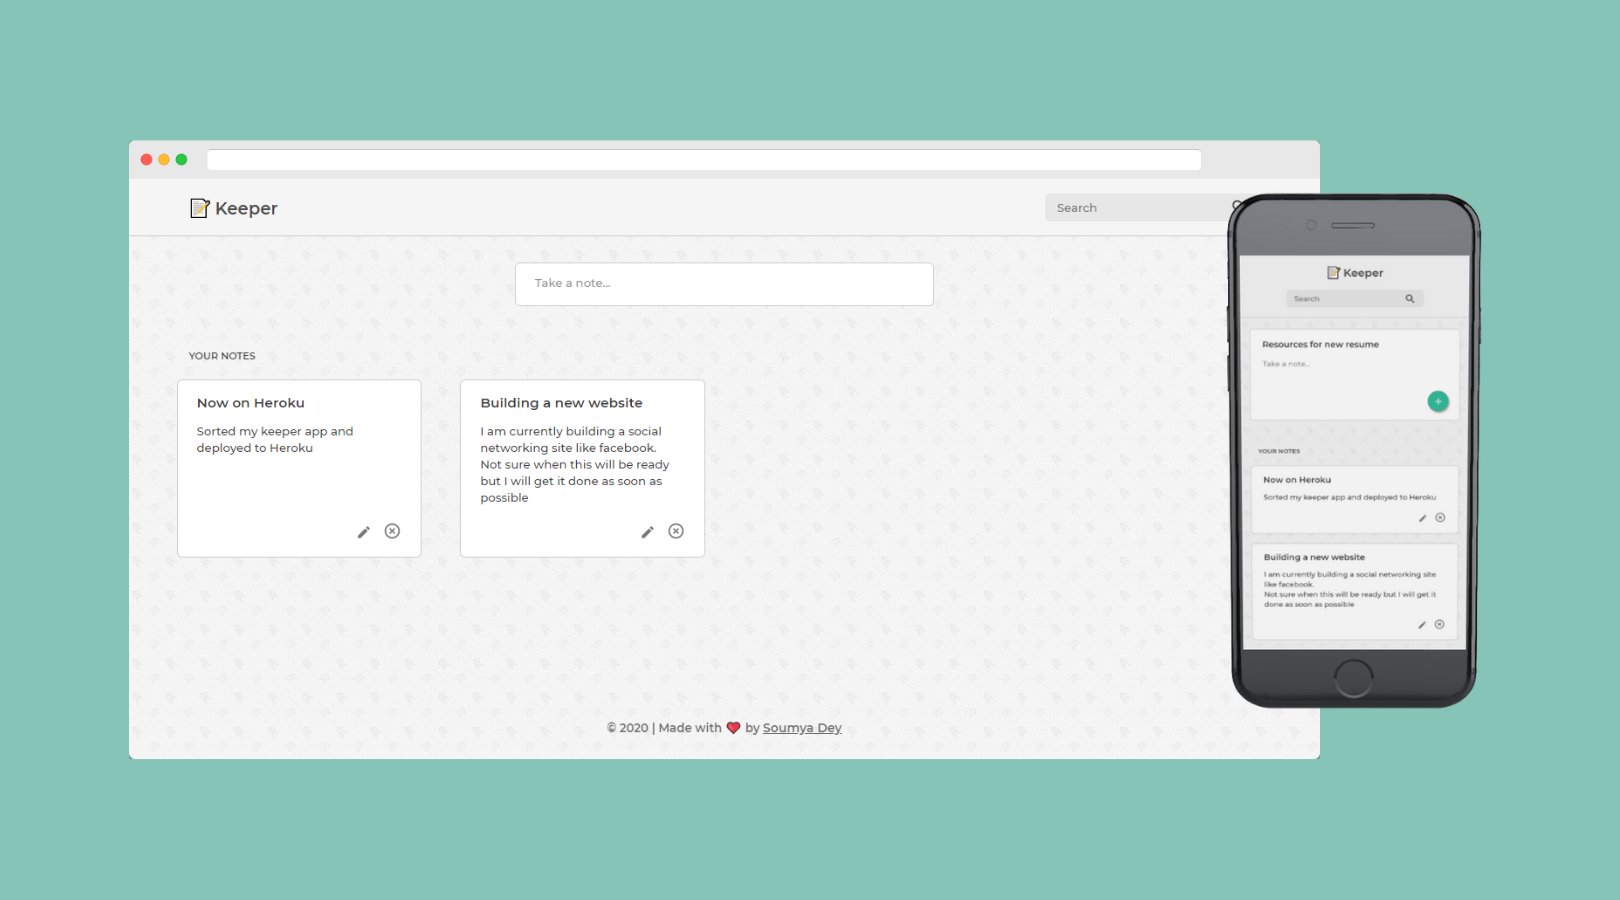 Keeper
Search
Take a note...
YOUR NOTES
Now on Heroku
Sorted my keeper app and
deployed to Heroku
Building a new website
I am currently building a social
networking site like facebook.
Not sure when this will be ready
but I will get it done as soon as
possible
© 2020 | Made with ❤️ by Soumya Dey
Keeper
Search
Resources for new resume
Take a note...
YOUR NOTES
Now on Heroku
Sorted my keeper app and deployed to Heroku
Building a new website
I am currently building a social networking site
like facebook.
Not sure when this will be ready but I will get it
done as soon as possible